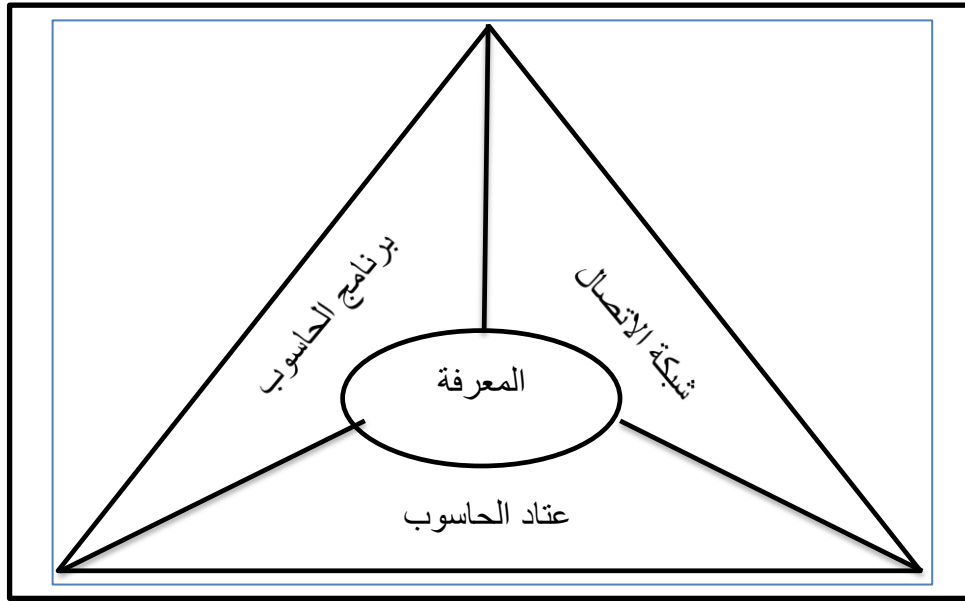 برنامج الحاسوب
شبكة الاتصال
المعرفة
عتاد الحاسوب